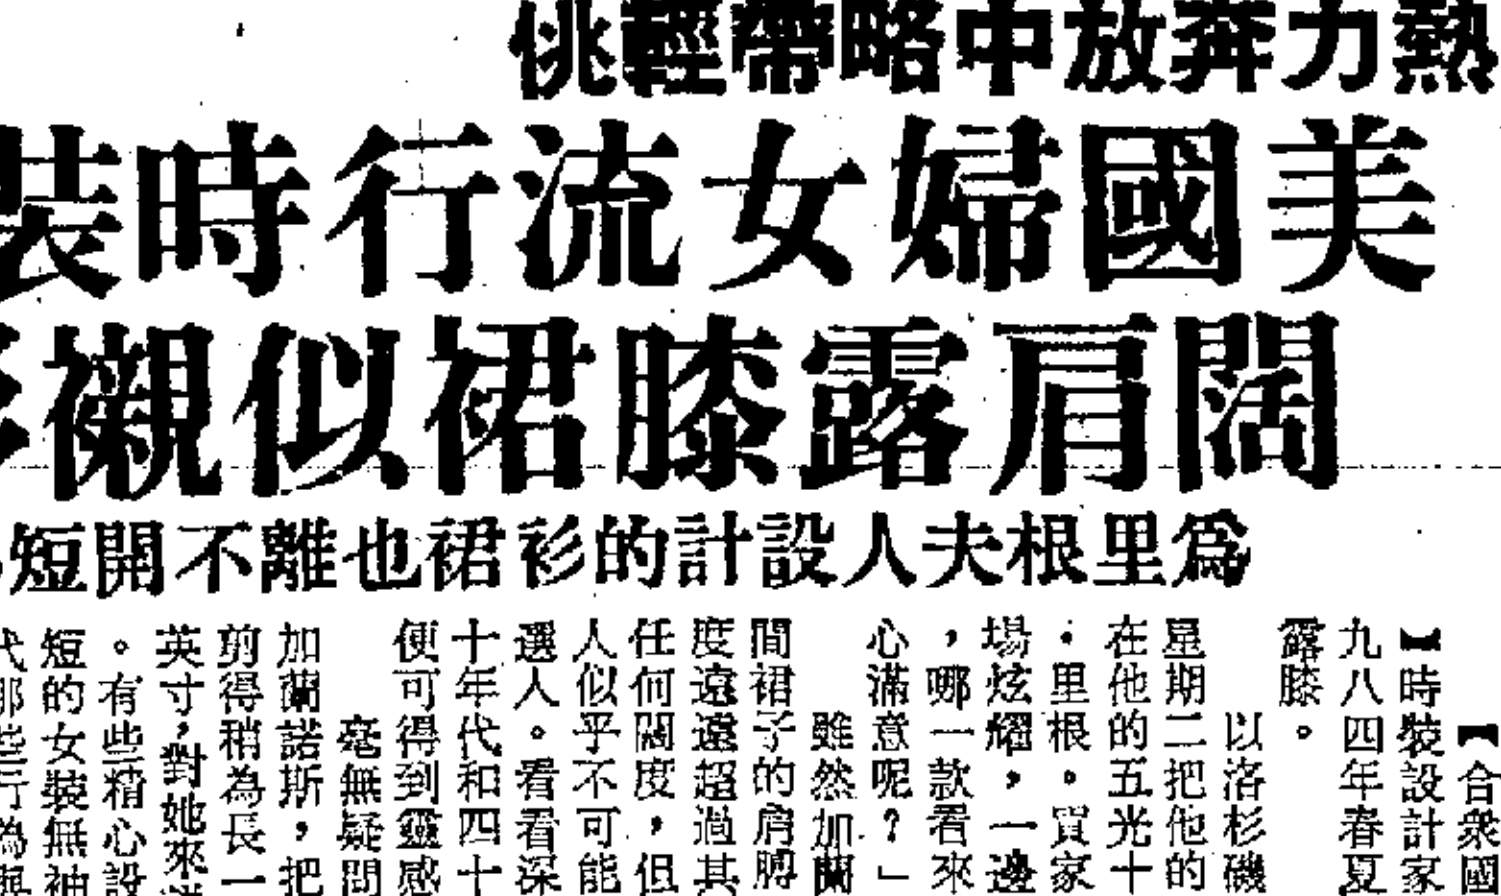 熱力奔放中略帶輕佻
美國婦女流行時裝
闊肩露膝裙似襯
爲里根夫人設計的衫裙也離不開短
【合衆國
】時裝設計家
九八四年春夏
露膝。
以洛杉磯
星期二把他的
在他的五光十
・里根。買家
場炫耀，一邊
，哪一款看來
心滿意呢？」
雖然加蘭
間裙子的肩膊
度遠遠超過其
任何闊度，但
人似乎不可能
選人。看看深
十年代和四十
便可得到靈感
毫無疑問
加蘭諾斯，把
剪得稍為長一
英寸，對她來
。有些精心設
短的女裝無袖
代那些行為